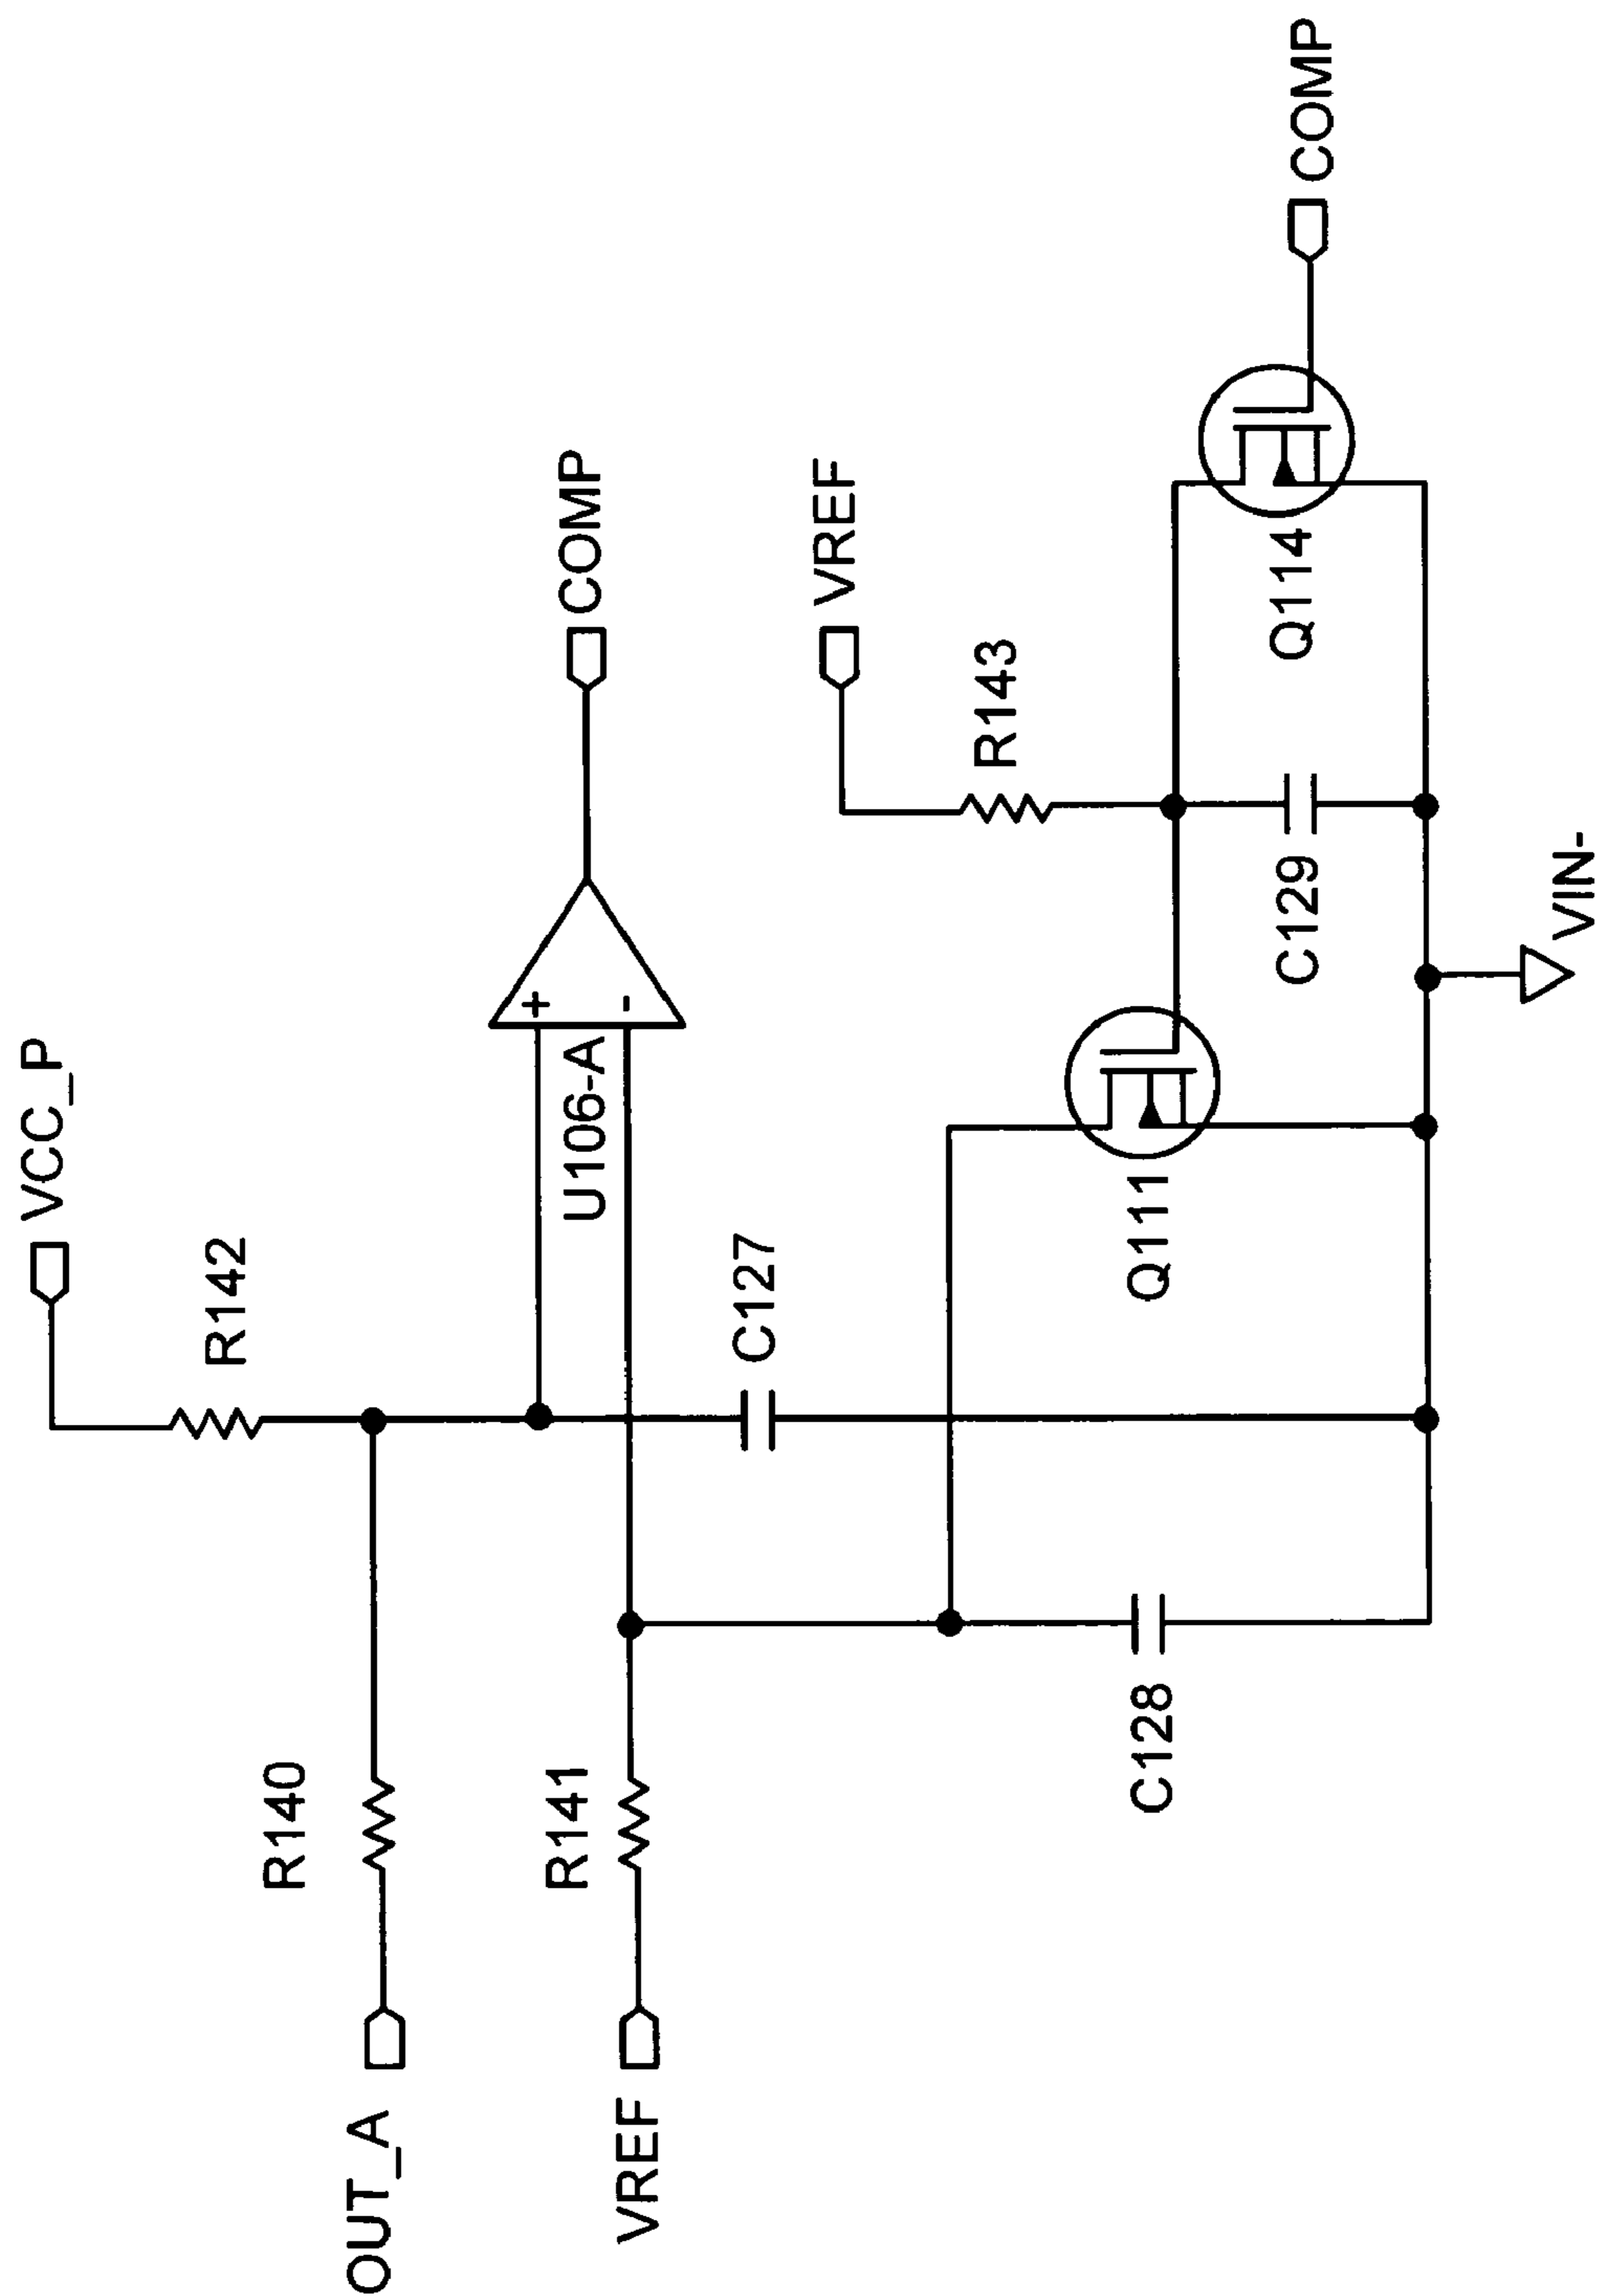 VCC_P
R142
R140
OUT_A
+
-
U106-A
COMP
R141
VREF
C127
VREF
R143
C128
Q111
C129
Q114
COMP
VIN-